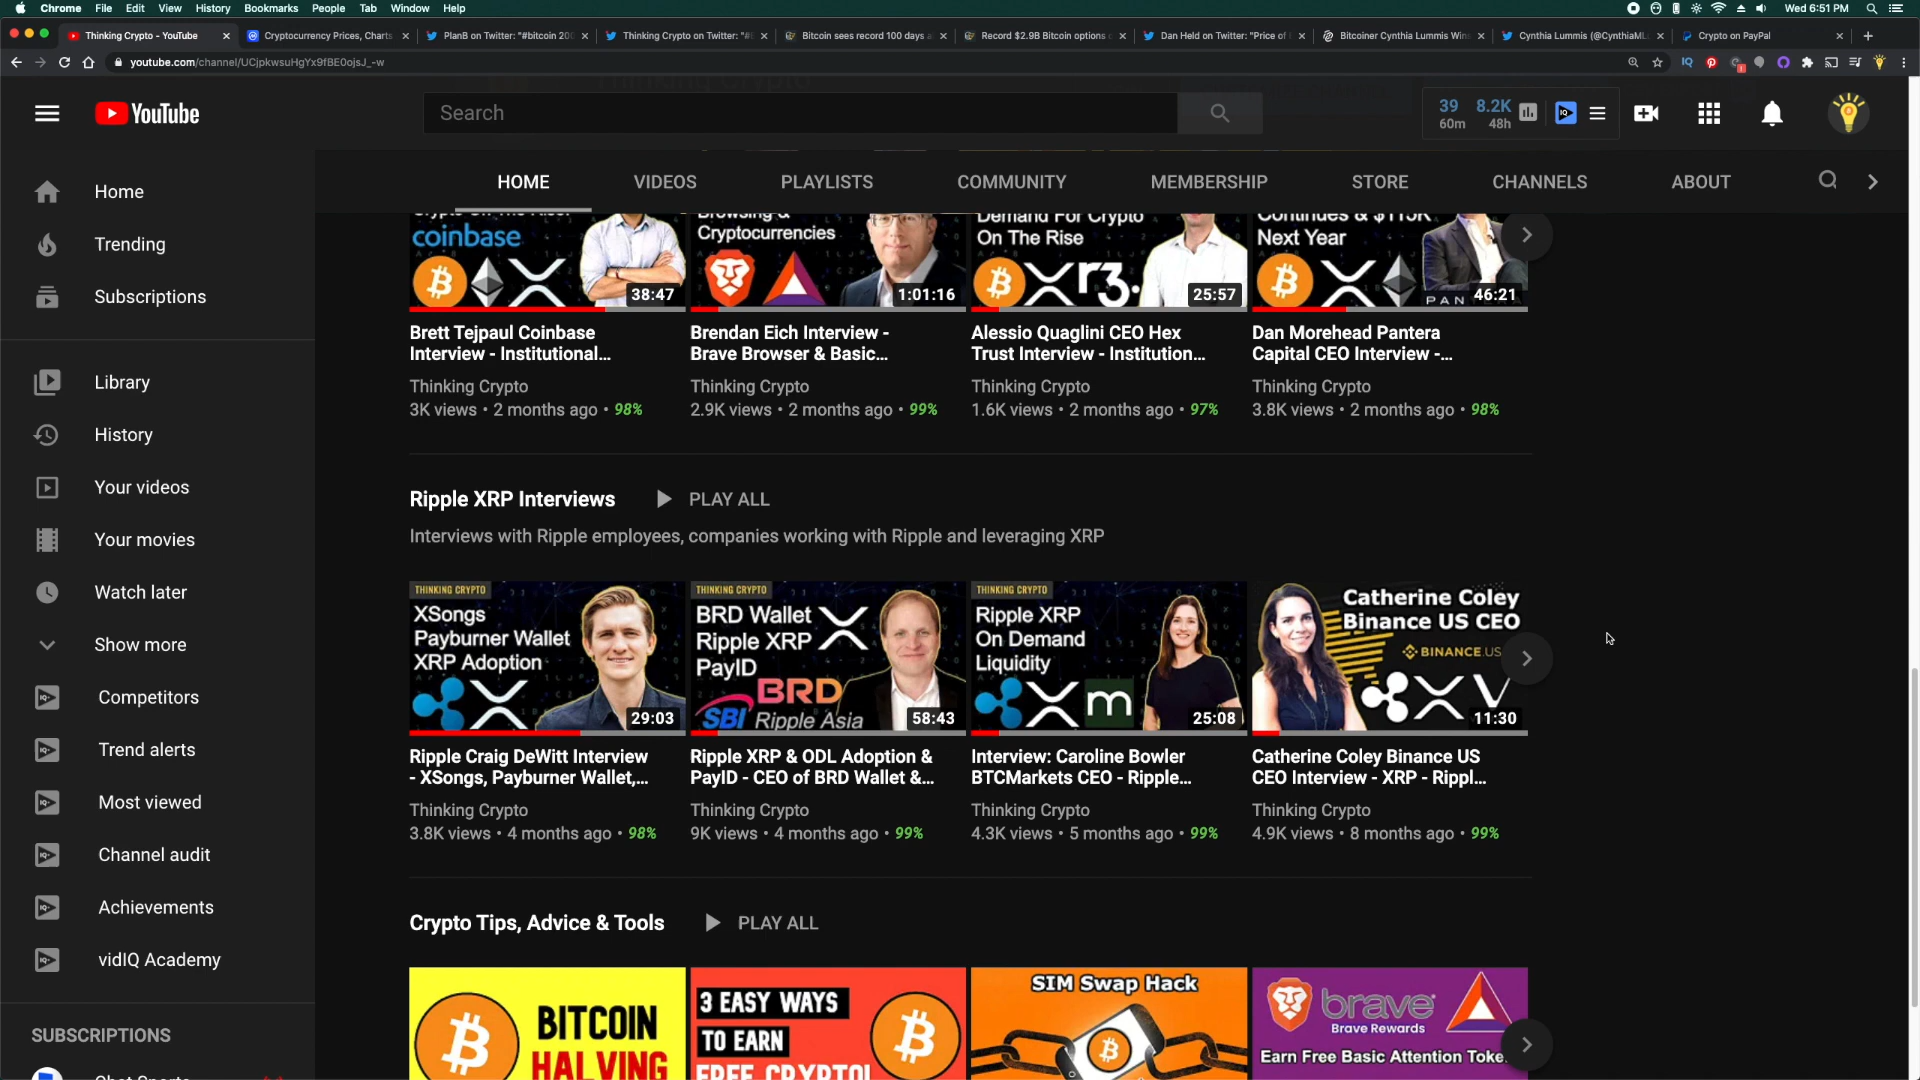 Chrome File Edit View History Bookmarks People Tab Window Help
Wed 6:51 PM
Thinking Crypto - YouTube
Cryptocurrency Prices, Charts
PlanB on Twitter: "#bitcoin 20
Thinking Crypto on Twitter: "#
Bitcoin sees record 100 days a
Record $2.9B Bitcoin options
Dan Held on Twitter: "Price of
Bitcoiner Cynthia Lummis Win
Cynthia Lummis (@CynthiaML
Crypto on PayPal
youtube.com/channel/UCjpkwsuHgYx9fBE0ojsJ_-w
YouTube
Search
39 8.2K
60m 48h
HOME VIDEOS PLAYLISTS COMMUNITY MEMBERSHIP STORE CHANNELS ABOUT
Home
Trending
Subscriptions
Library
History
Your videos
Your movies
Watch later
Show more
Competitors
Trend alerts
Most viewed
Channel audit
Achievements
vidIQ Academy
SUBSCRIPTIONS
Crypto On The Rise!
coinbase
38:47
Browsing &
Cryptocurrencies
1:01:16
Demand For Crypto
On The Rise
r3.
25:57
Continues & $115K
Next Year
PAN
46:21
Brett Tejpaul Coinbase
Interview - Institutional...
Thinking Crypto
3K views • 2 months ago • 98%
Brendan Eich Interview -
Brave Browser & Basic...
Thinking Crypto
2.9K views • 2 months ago • 99%
Alessio Quaglini CEO Hex
Trust Interview - Institution...
Thinking Crypto
1.6K views • 2 months ago • 97%
Dan Morehead Pantera
Capital CEO Interview -...
Thinking Crypto
3.8K views • 2 months ago • 98%
Ripple XRP Interviews
PLAY ALL
Interviews with Ripple employees, companies working with Ripple and leveraging XRP
THINKING CRYPTO
XSongs
Payburner Wallet
XRP Adoption
29:03
THINKING CRYPTO
BRD Wallet
Ripple XRP
PayID
BRD
SBI Ripple Asia
58:43
THINKING CRYPTO
Ripple XRP
On Demand
Liquidity
m
25:08
Catherine Coley
Binance US CEO
BINANCE.US
11:30
Ripple Craig DeWitt Interview
- XSongs, Payburner Wallet,...
Thinking Crypto
3.8K views • 4 months ago • 98%
Ripple XRP & ODL Adoption &
PayID - CEO of BRD Wallet &...
Thinking Crypto
9K views • 4 months ago • 99%
Interview: Caroline Bowler
BTCMarkets CEO - Ripple...
Thinking Crypto
4.3K views • 5 months ago • 99%
Catherine Coley Binance US
CEO Interview - XRP - Rippl...
Thinking Crypto
4.9K views • 8 months ago • 99%
Crypto Tips, Advice & Tools
PLAY ALL
BITCOIN
HALVING
3 EASY WAYS
TO EARN
FREE CRYPTO!
SIM Swap Hack
brave
Brave Rewards
Earn Free Basic Attention Toke